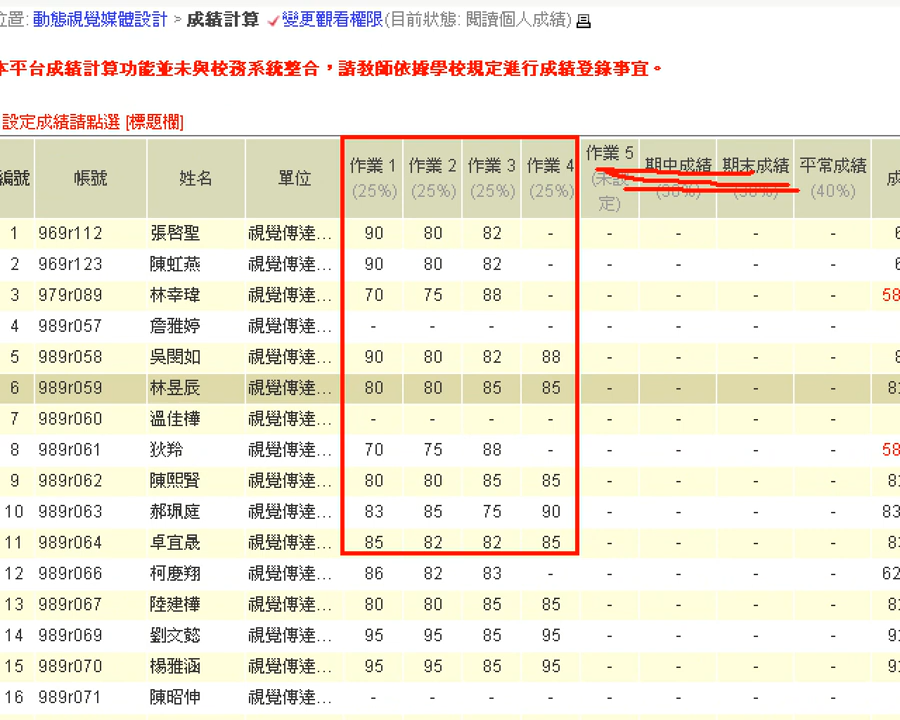 位置: 動態視覺媒體設計 > 成績計算 變更觀看權限(目前狀態: 閱讀個人成績)
本平台成績計算功能並未與校務系統整合，請教師依據學校規定進行成績登錄事宜。
設定成績請點選 [標題欄]
編號 帳號 姓名 單位 作業 1 (25%) 作業 2 (25%) 作業 3 (25%) 作業 4 (25%) 作業 5 (未設定) 期中成績 (30%) 期末成績 (30%) 平常成績 (40%) 成
1 969r112 張啓聖 視覺傳達... 90 80 82 - - - - - 6
2 969r123 陳虹燕 視覺傳達... 90 80 82 - - - - - 6
3 979r089 林幸瑋 視覺傳達... 70 75 88 - - - - - 58
4 989r057 詹雅婷 視覺傳達... - - - - - - - -
5 989r058 吳閔如 視覺傳達... 90 80 82 88 - - - - 8
6 989r059 林昱辰 視覺傳達... 80 80 85 85 - - - - 8
7 989r060 溫佳樺 視覺傳達... - - - - - - - -
8 989r061 狄羚 視覺傳達... 70 75 88 - - - - - 58
9 989r062 陳熙賢 視覺傳達... 80 80 85 85 - - - - 8
10 989r063 郝珮庭 視覺傳達... 83 85 75 90 - - - - 83
11 989r064 卓宜晟 視覺傳達... 85 82 82 85 - - - - 8
12 989r066 柯慶翔 視覺傳達... 86 82 83 - - - - - 62
13 989r067 陸建樺 視覺傳達... 80 80 85 85 - - - - 8
14 989r069 劉文懿 視覺傳達... 95 95 85 95 - - - - 9
15 989r070 楊雅涵 視覺傳達... 95 95 85 95 - - - - 9
16 989r071 陳昭伸 視覺傳達... - - - - - - - -